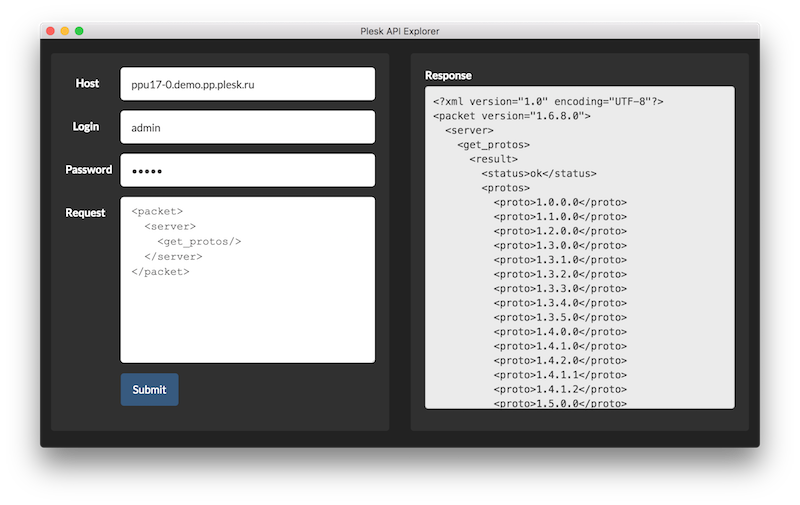 Plesk API Explorer
Host
ppu17-0.demo.pp.plesk.ru
Login
admin
Password
•••••
Request
<packet>
  <server>
    <get_protos/>
  </server>
</packet>
Submit
Response
<?xml version="1.0" encoding="UTF-8"?>
<packet version="1.6.8.0">
  <server>
    <get_protos>
      <result>
        <status>ok</status>
        <protos>
          <proto>1.0.0.0</proto>
          <proto>1.1.0.0</proto>
          <proto>1.2.0.0</proto>
          <proto>1.3.0.0</proto>
          <proto>1.3.1.0</proto>
          <proto>1.3.2.0</proto>
          <proto>1.3.3.0</proto>
          <proto>1.3.4.0</proto>
          <proto>1.3.5.0</proto>
          <proto>1.4.0.0</proto>
          <proto>1.4.1.0</proto>
          <proto>1.4.2.0</proto>
          <proto>1.4.1.1</proto>
          <proto>1.4.1.2</proto>
          <proto>1.5.0.0</proto>